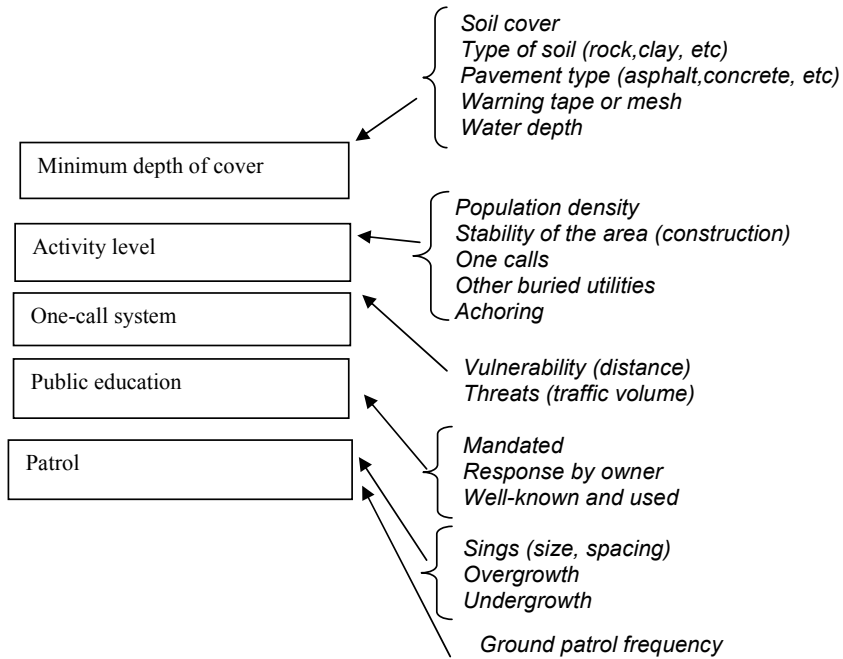 Soil cover
Type of soil (rock,clay, etc)
Pavement type (asphalt,concrete, etc)
Warning tape or mesh
Water depth
Minimum depth of cover
Population density
Stability of the area (construction)
One calls
Other buried utilities
Achoring
Activity level
One-call system
Vulnerability (distance)
Threats (traffic volume)
Public education
Mandated
Response by owner
Well-known and used
Patrol
Sings (size, spacing)
Overgrowth
Undergrowth
Ground patrol frequency